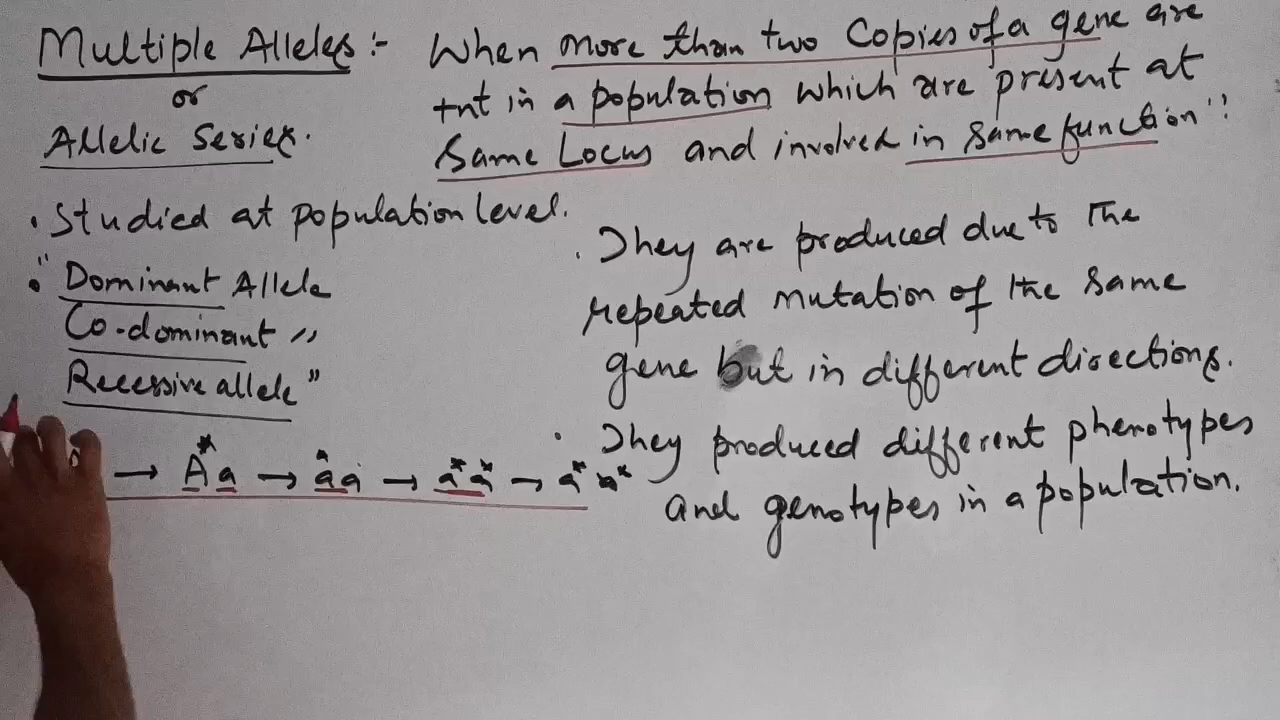 Multiple Alleles :-
or
Allelic Series.
When more than two Copies of a gene are
tnt in a population which are present at
Same Locus and involved in same function"
• Studied at population level.
• "Dominant Allele
Co-dominant "
Recessive allele"
→ A*a → aa → a*a* → a*
• They are produced due to the
repeated mutation of the same
gene but in different directions.
• They produced different phenotypes
and genotypes in a population.